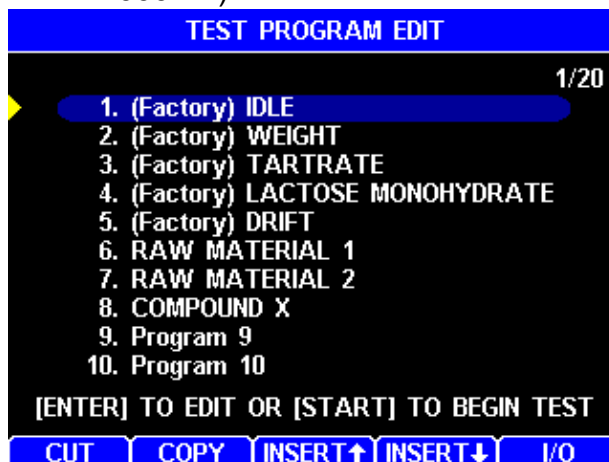 TEST PROGRAM EDIT
1/20
1. (Factory) IDLE
2. (Factory) WEIGHT
3. (Factory) TARTRATE
4. (Factory) LACTOSE MONOHYDRATE
5. (Factory) DRIFT
6. RAW MATERIAL 1
7. RAW MATERIAL 2
8. COMPOUND X
9. Program 9
10. Program 10
[ENTER] TO EDIT OR [START] TO BEGIN TEST
CUT COPY INSERT↑ INSERT↓ I/O